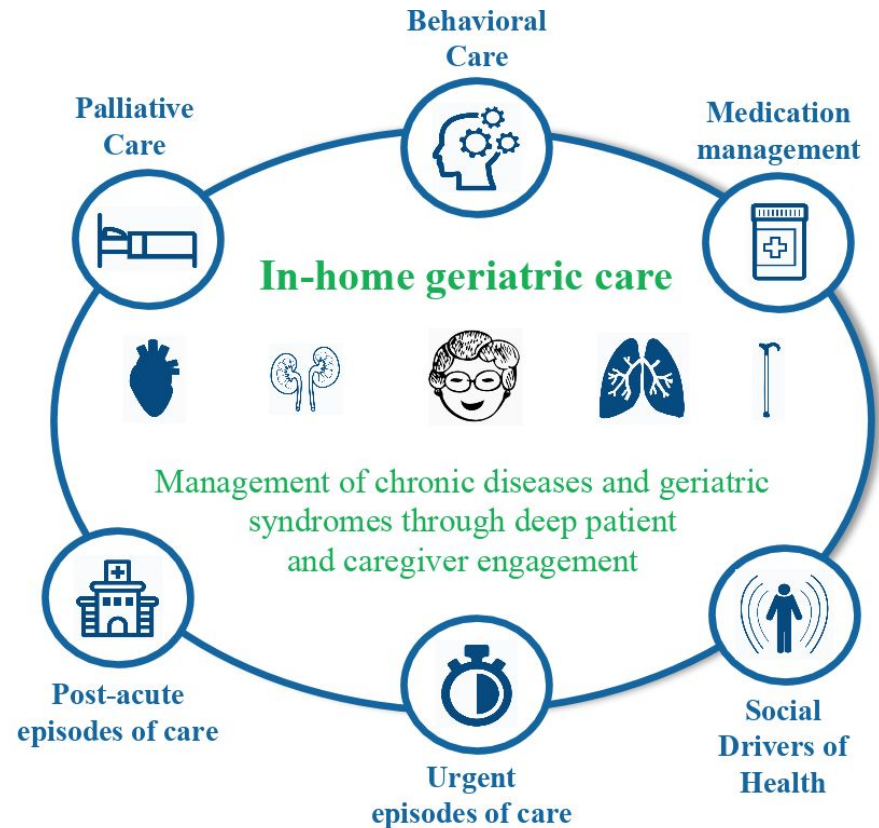 Behavioral
Care
Palliative
Care
Medication
management
In-home geriatric care
Management of chronic diseases and geriatric
syndromes through deep patient
and caregiver engagement
Post-acute
episodes of care
Urgent
episodes of care
Social
Drivers of
Health